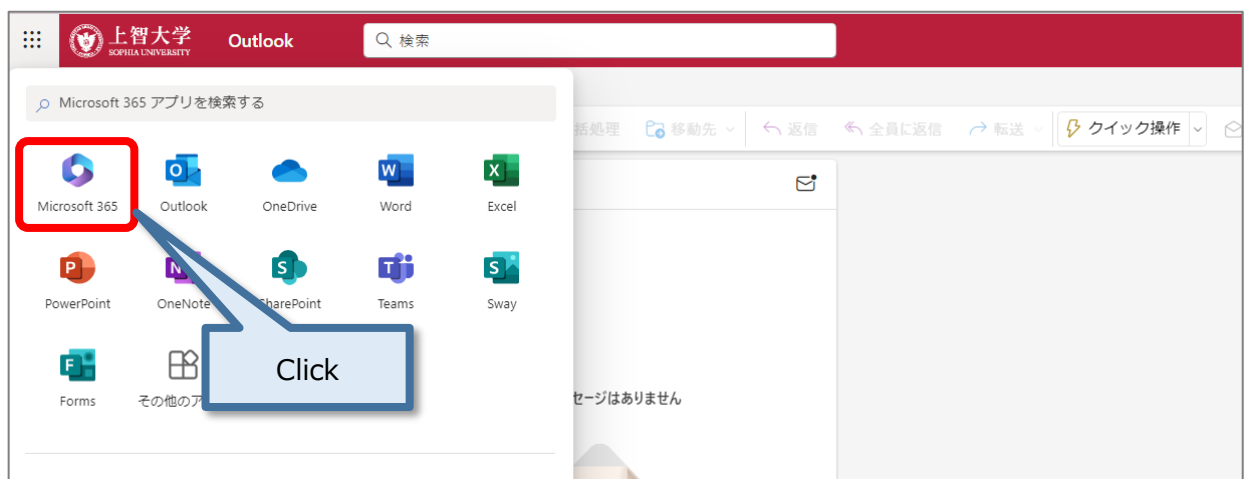 上智大学
SOPHIA UNIVERSITY
Outlook
検索
Microsoft 365 アプリを検索する
括処理 移動先 返信 全員に返信 転送 クイック操作
Microsoft 365 Outlook OneDrive Word Excel
PowerPoint OneNote SharePoint Teams Sway
Click
Forms その他のア
セージはありません